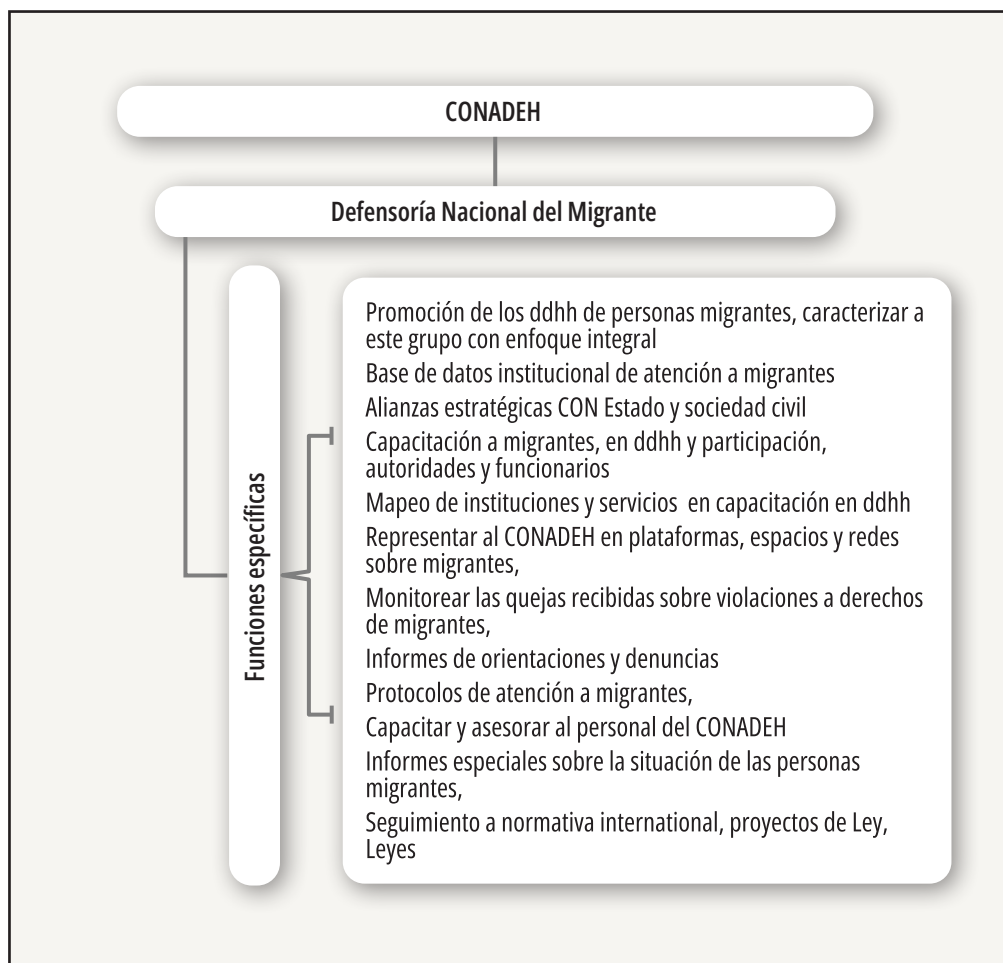 CONADEH
Defensoría Nacional del Migrante
Funciones específicas
Promoción de los ddhh de personas migrantes, caracterizar a
este grupo con enfoque integral
Base de datos institucional de atención a migrantes
Alianzas estratégicas CON Estado y sociedad civil
Capacitación a migrantes, en ddhh y participación,
autoridades y funcionarios
Mapeo de instituciones y servicios en capacitación en ddhh
Representar al CONADEH en plataformas, espacios y redes
sobre migrantes,
Monitorear las quejas recibidas sobre violaciones a derechos
de migrantes,
Informes de orientaciones y denuncias
Protocolos de atención a migrantes,
Capacitar y asesorar al personal del CONADEH
Informes especiales sobre la situación de las personas
migrantes,
Seguimiento a normativa international, proyectos de Ley,
Leyes